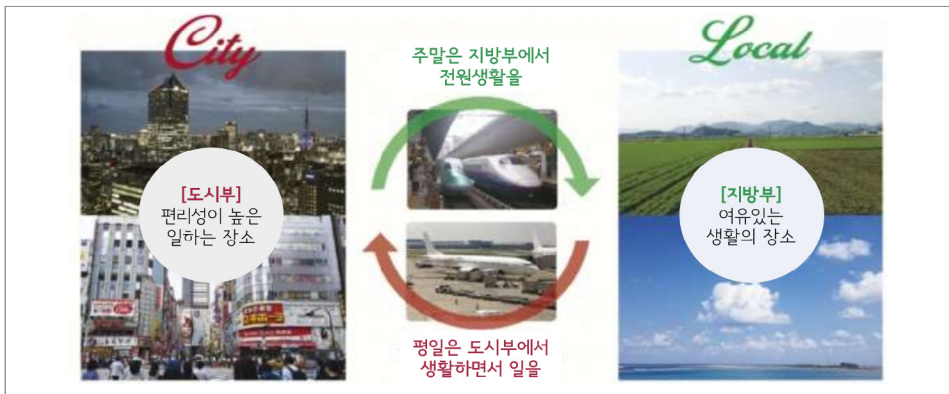 City
주말은 지방부에서
전원생활을
Local
[도시부]
편리성이 높은
일하는 장소
[지방부]
여유있는
생활의 장소
평일은 도시부에서
생활하면서 일을